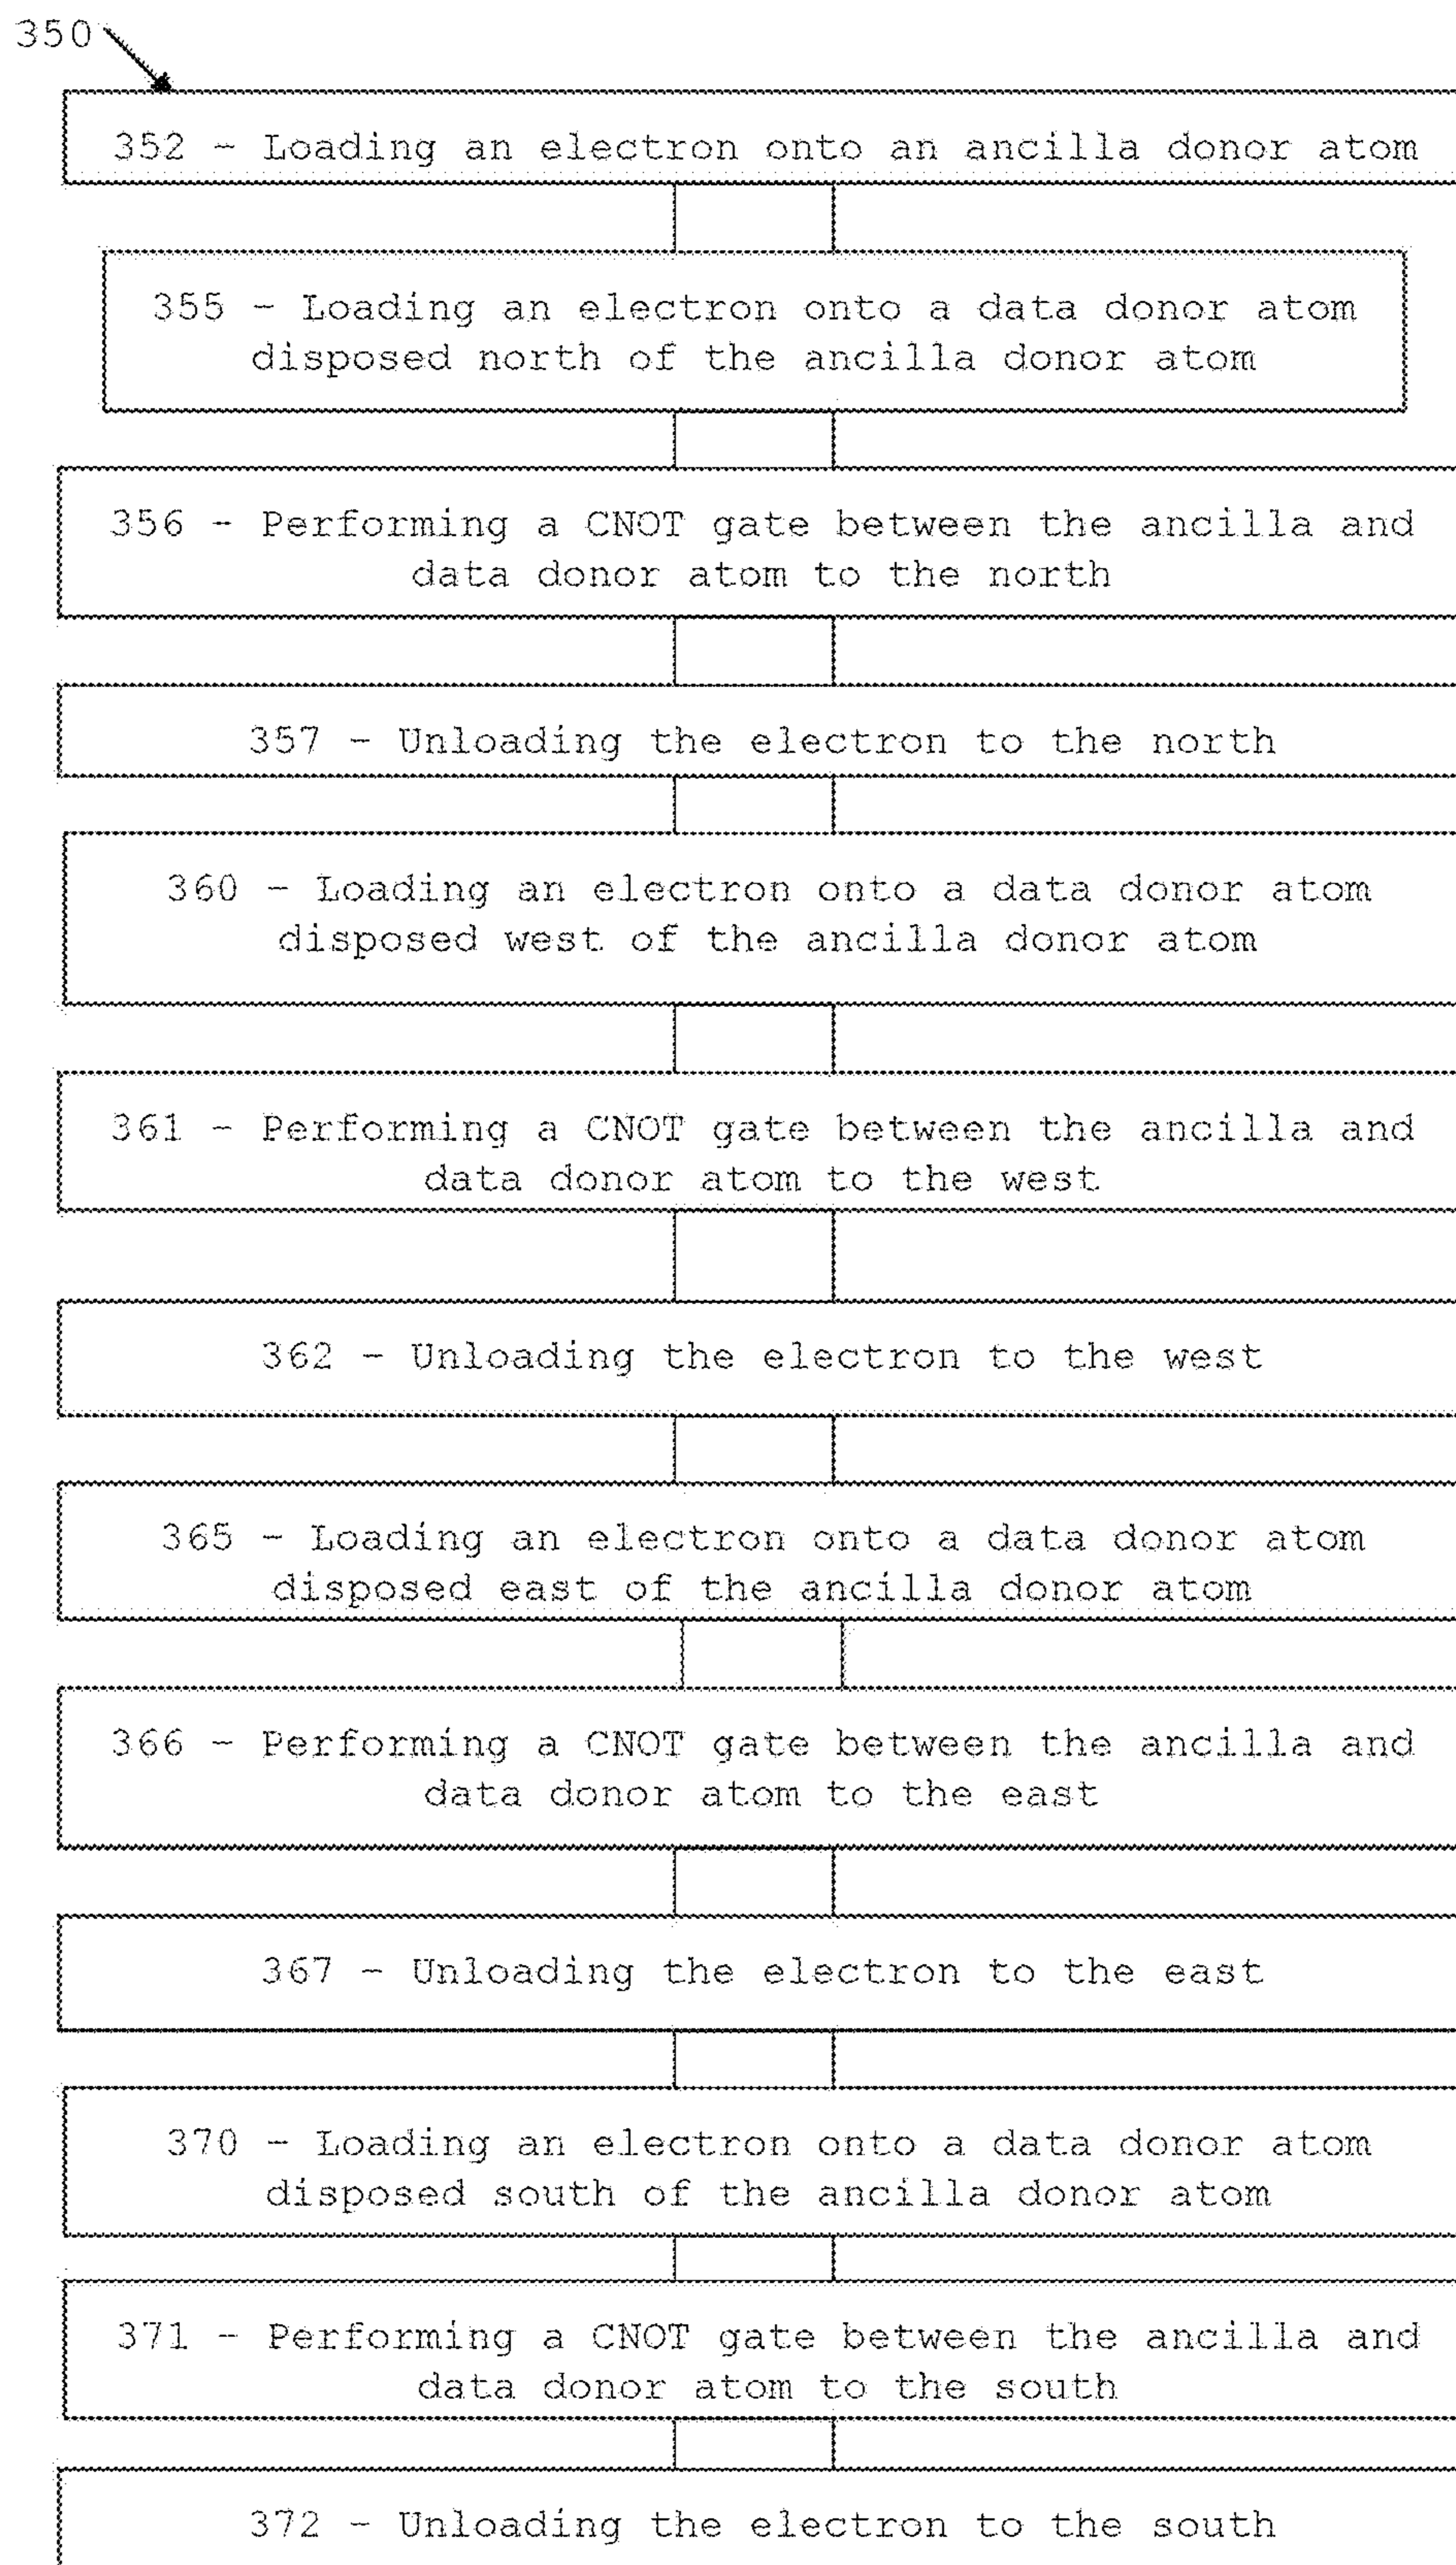 350
352 - Loading an electron onto an ancilla donor atom
355 - Loading an electron onto a data donor atom
disposed north of the ancilla donor atom
356 - Performing a CNOT gate between the ancilla and
data donor atom to the north
357 - Unloading the electron to the north
360 - Loading an electron onto a data donor atom
disposed west of the ancilla donor atom
361 - Performing a CNOT gate between the ancilla and
data donor atom to the west
362 - Unloading the electron to the west
365 - Loading an electron onto a data donor atom
disposed east of the ancilla donor atom
366 - Performing a CNOT gate between the ancilla and
data donor atom to the east
367 - Unloading the electron to the east
370 - Loading an electron onto a data donor atom
disposed south of the ancilla donor atom
371 - Performing a CNOT gate between the ancilla and
data donor atom to the south
372 - Unloading the electron to the south